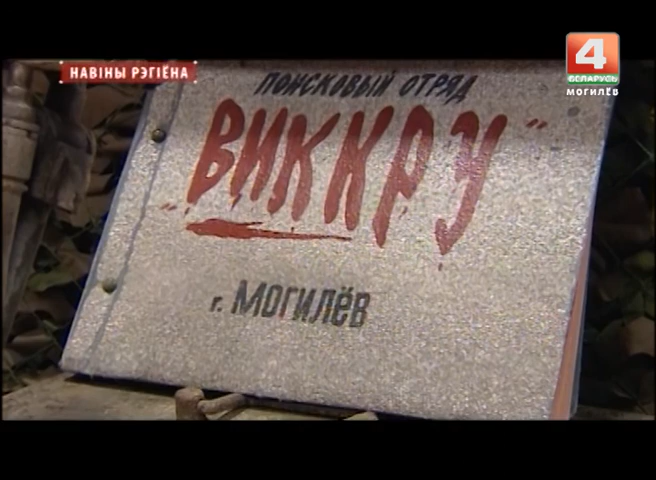 НАВІНЫ РЭГІЁНА
4
БЕЛАРУСЬ
МОГИЛЁВ
ПОИСКОВЫЙ ОТРЯД
"ВИККРУ"
г. МОГИЛЁВ